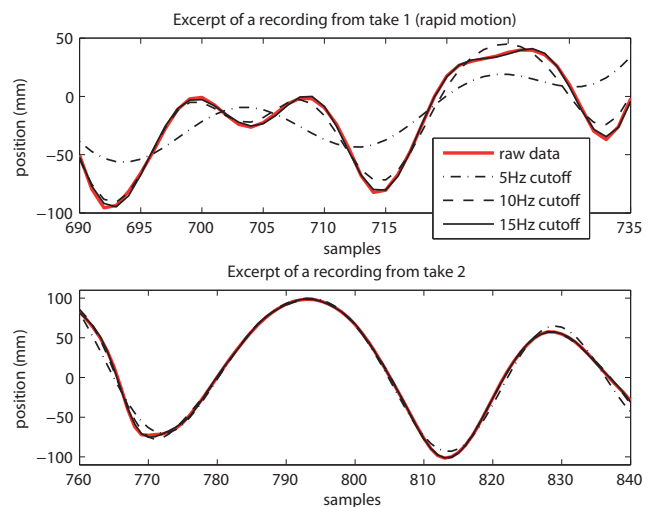 Excerpt of a recording from take 1 (rapid motion)
50
0
−50
−100
position (mm)
690 695 700 705 710 715 735
samples
raw data
5Hz cutoff
10Hz cutoff
15Hz cutoff
Excerpt of a recording from take 2
100
50
0
−50
−100
position (mm)
760 770 780 790 800 810 820 830 840
samples